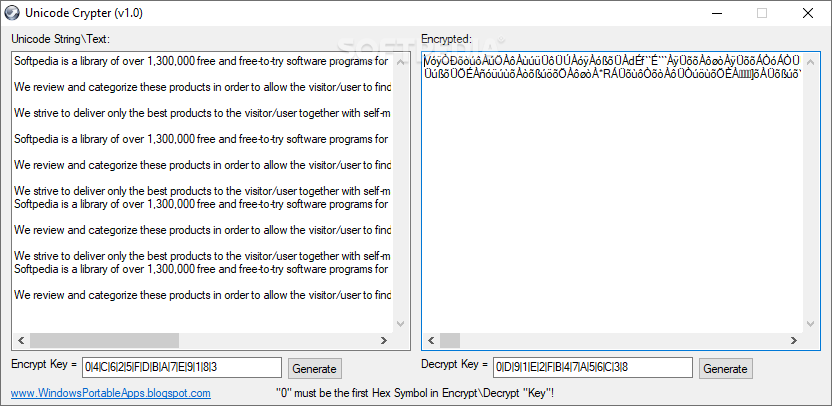 Unicode Crypter (v1.0)
Unicode String\Text:
Softpedia is a library of over 1,300,000 free and free-to-try software programs for
We review and categorize these products in order to allow the visitor/user to find
We strive to deliver only the best products to the visitor/user together with self-m
Softpedia is a library of over 1,300,000 free and free-to-try software programs for
We review and categorize these products in order to allow the visitor/user to find
We strive to deliver only the best products to the visitor/user together with self-m
Softpedia is a library of over 1,300,000 free and free-to-try software programs for
We review and categorize these products in order to allow the visitor/user to find
We strive to deliver only the best products to the visitor/user together with self-m
Softpedia is a library of over 1,300,000 free and free-to-try software programs for
We review and categorize these products in order to allow the visitor/user to find
Encrypted:
SOFTPEDIA
Encrypt Key =
0|4|C|6|2|5|F|D|B|A|7|E|9|1|8|3
Generate
Decrypt Key =
0|D|9|1|E|2|F|B|4|7|A|5|6|C|3|8
Generate
www.WindowsPortableApps.blogspot.com
"0" must be the first Hex Symbol in Encrypt\Decrypt "Key"!